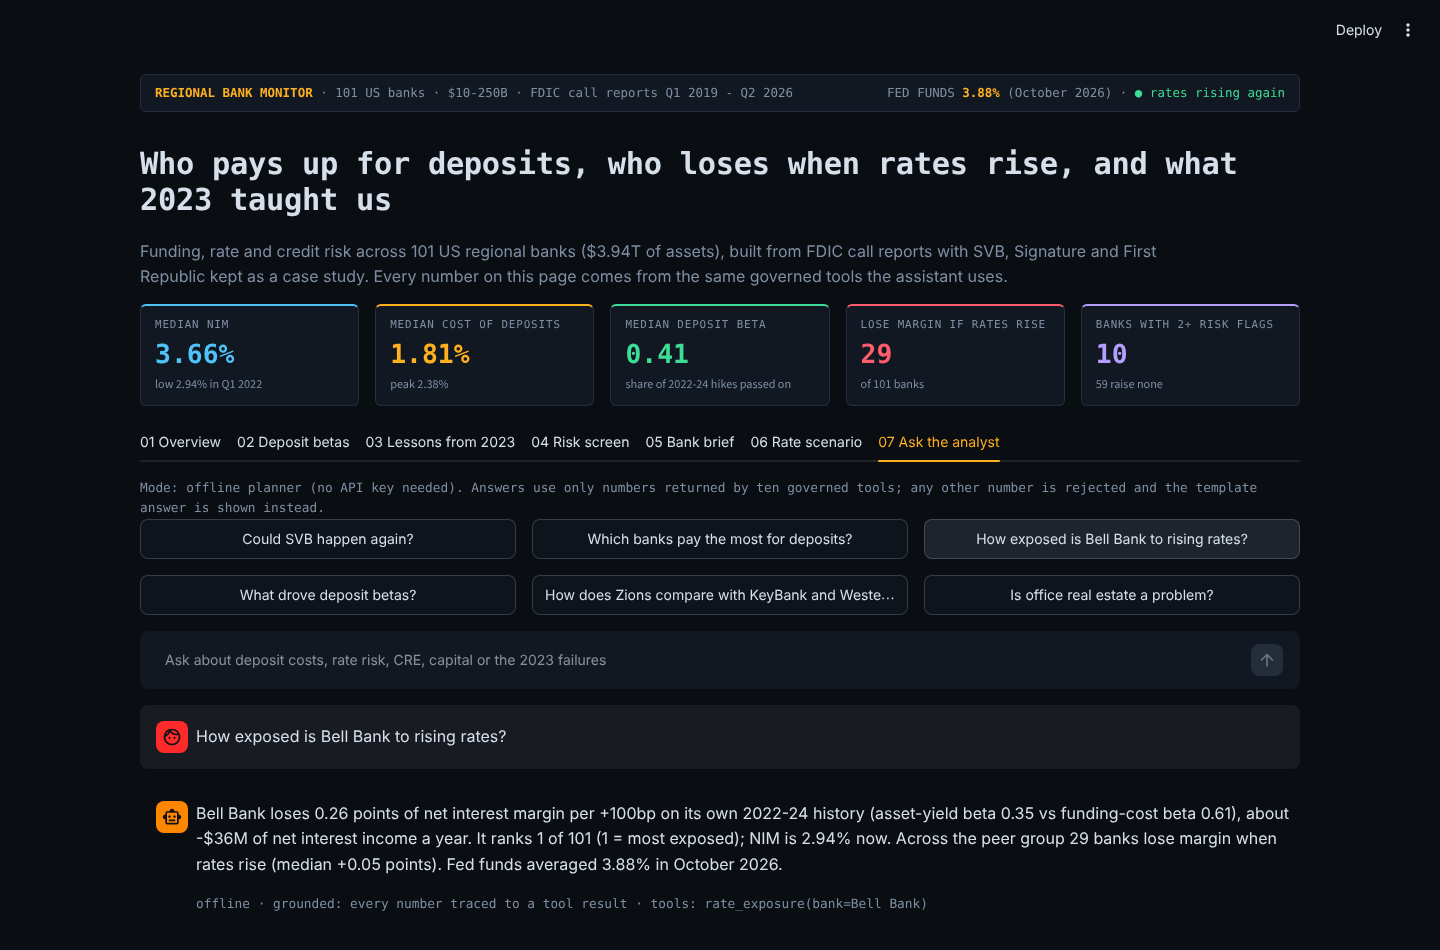 Deploy
REGIONAL BANK MONITOR · 101 US banks · $10-250B · FDIC call reports Q1 2019 - Q2 2026
FED FUNDS 3.88% (October 2026) · ● rates rising again
Who pays up for deposits, who loses when rates rise, and what
2023 taught us
Funding, rate and credit risk across 101 US regional banks ($3.94T of assets), built from FDIC call reports with SVB, Signature and First
Republic kept as a case study. Every number on this page comes from the same governed tools the assistant uses.
MEDIAN NIM
3.66%
low 2.94% in Q1 2022
MEDIAN COST OF DEPOSITS
1.81%
peak 2.38%
MEDIAN DEPOSIT BETA
0.41
share of 2022-24 hikes passed on
LOSE MARGIN IF RATES RISE
29
of 101 banks
BANKS WITH 2+ RISK FLAGS
10
59 raise none
01 Overview 02 Deposit betas 03 Lessons from 2023 04 Risk screen 05 Bank brief 06 Rate scenario 07 Ask the analyst
Mode: offline planner (no API key needed). Answers use only numbers returned by ten governed tools; any other number is rejected and the template
answer is shown instead.
Could SVB happen again?
Which banks pay the most for deposits?
How exposed is Bell Bank to rising rates?
What drove deposit betas?
How does Zions compare with KeyBank and Weste...
Is office real estate a problem?
Ask about deposit costs, rate risk, CRE, capital or the 2023 failures
How exposed is Bell Bank to rising rates?
Bell Bank loses 0.26 points of net interest margin per +100bp on its own 2022-24 history (asset-yield beta 0.35 vs funding-cost beta 0.61), about
-$36M of net interest income a year. It ranks 1 of 101 (1 = most exposed); NIM is 2.94% now. Across the peer group 29 banks lose margin when
rates rise (median +0.05 points). Fed funds averaged 3.88% in October 2026.
offline · grounded: every number traced to a tool result · tools: rate_exposure(bank=Bell Bank)